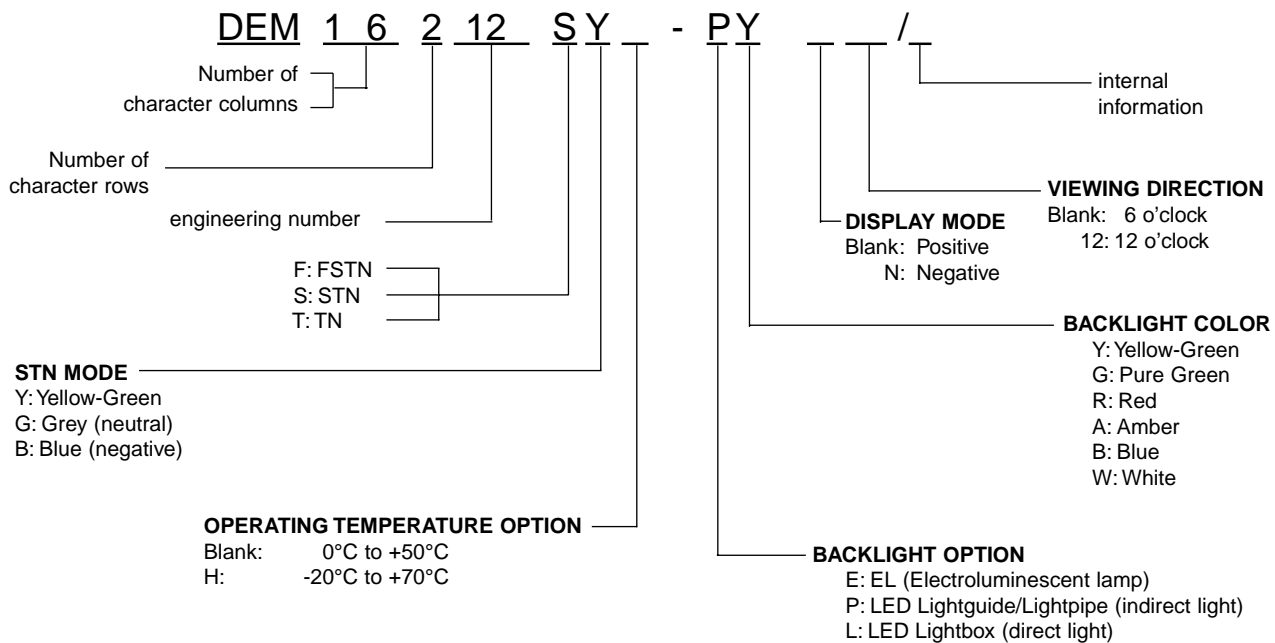 DEM 1 6 2 12 S Y _ - P Y _ _ / _
Number of
character columns
internal
information
Number of
character rows
engineering number
VIEWING DIRECTION
Blank: 6 o’clock
12: 12 o’clock
DISPLAY MODE
Blank: Positive
N: Negative
F: FSTN
S: STN
T: TN
BACKLIGHT COLOR
Y: Yellow-Green
G: Pure Green
R: Red
A: Amber
B: Blue
W: White
STN MODE
Y: Yellow-Green
G: Grey (neutral)
B: Blue (negative)
OPERATING TEMPERATURE OPTION
Blank: 0°C to +50°C
H: -20°C to +70°C
BACKLIGHT OPTION
E: EL (Electroluminescent lamp)
P: LED Lightguide/Lightpipe (indirect light)
L: LED Lightbox (direct light)